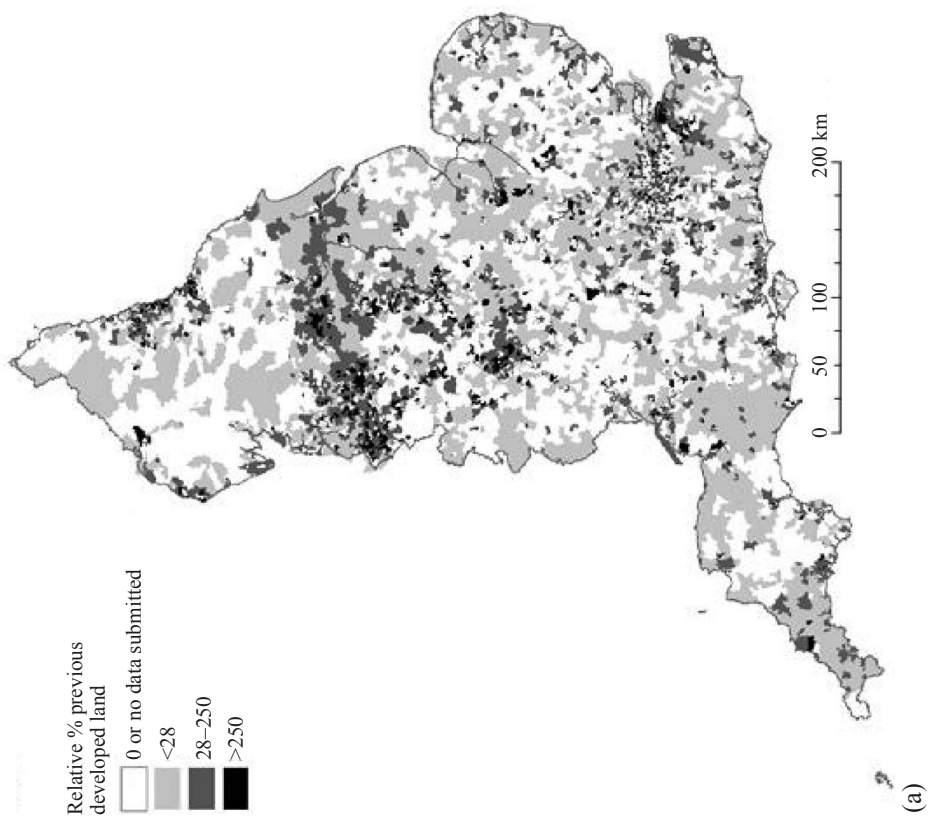 Relative % previous
developed land
0 or no data submitted
<28
28–250
>250
0 50 100 200 km
(a)